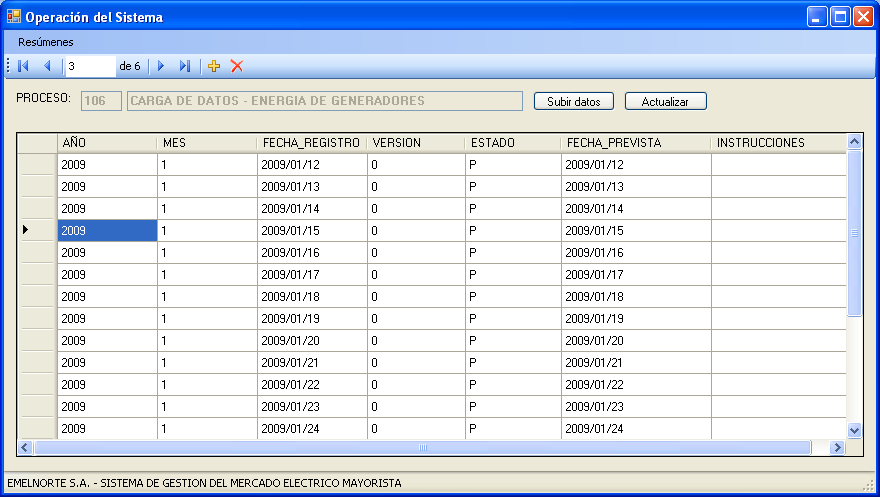 Operación del Sistema
Resúmenes
3 de 6
PROCESO: 106 CARGA DE DATOS - ENERGIA DE GENERADORES Subir datos Actualizar
AÑO MES FECHA_REGISTRO VERSION ESTADO FECHA_PREVISTA INSTRUCCIONES
2009 1 2009/01/12 0 P 2009/01/12
2009 1 2009/01/13 0 P 2009/01/13
2009 1 2009/01/14 0 P 2009/01/14
2009 1 2009/01/15 0 P 2009/01/15
2009 1 2009/01/16 0 P 2009/01/16
2009 1 2009/01/17 0 P 2009/01/17
2009 1 2009/01/18 0 P 2009/01/18
2009 1 2009/01/19 0 P 2009/01/19
2009 1 2009/01/20 0 P 2009/01/20
2009 1 2009/01/21 0 P 2009/01/21
2009 1 2009/01/22 0 P 2009/01/22
2009 1 2009/01/23 0 P 2009/01/23
2009 1 2009/01/24 0 P 2009/01/24
EMELNORTE S.A. - SISTEMA DE GESTION DEL MERCADO ELECTRICO MAYORISTA